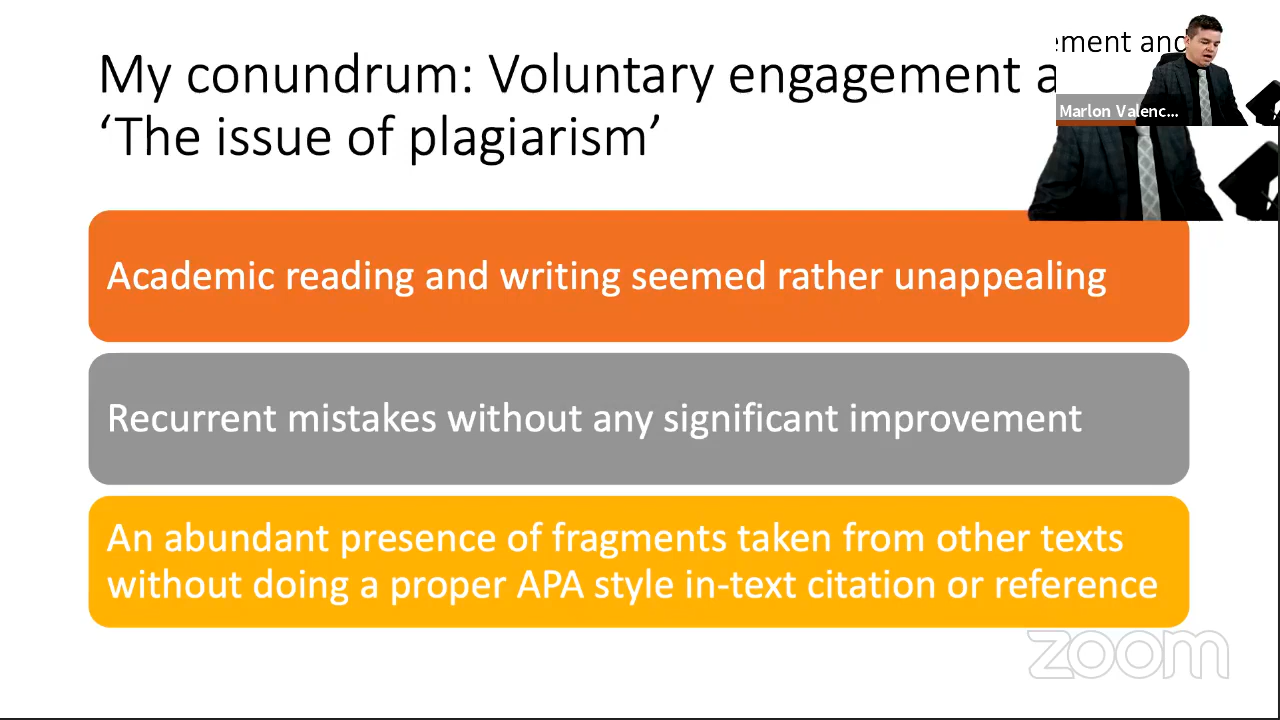 My conundrum: Voluntary engagement a
‘The issue of plagiarism’
ement and
Marlon Valenc...
Academic reading and writing seemed rather unappealing
Recurrent mistakes without any significant improvement
An abundant presence of fragments taken from other texts
without doing a proper APA style in-text citation or reference
zoom